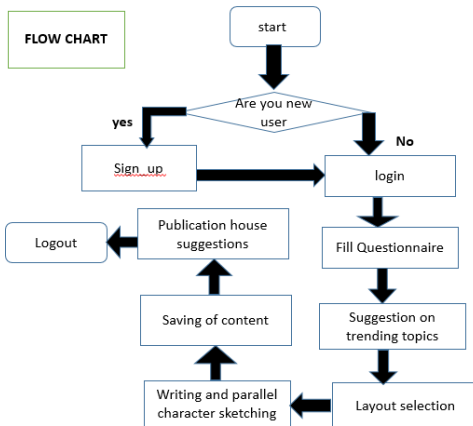 FLOW CHART
start
Are you new
user
yes
No
Sign_up
login
Publication house
suggestions
Logout
Fill Questionnaire
Saving of content
Suggestion on
trending topics
Writing and parallel
character sketching
Layout selection